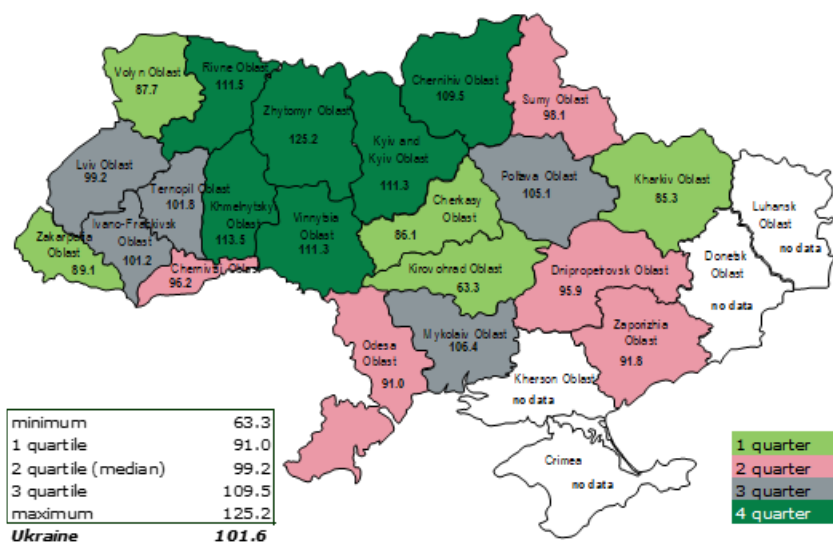 Volyn Oblast
87.7
Rivne Oblast
111.5
Zhytomyr Oblast
125.2
Kyiv and
Kyiv Oblast
111.3
Chernihiv Oblast
109.5
Sumy Oblast
98.1
Lviv Oblast
99.2
Ternopil Oblast
101.8
Khmelnytskyi
Oblast
113.5
Vinnytsia
Oblast
111.3
Cherkasy
Oblast
86.1
Poltava Oblast
105.1
Kharkiv Oblast
85.3
Luhansk
Oblast
no data
Zakarpattia
Oblast
89.1
Ivano-Frankivsk
Oblast
101.2
Chernivtsi Oblast
96.2
Kirovohrad Oblast
63.3
Dnipropetrovsk Oblast
95.9
Donetsk
Oblast
no data
Odesa
Oblast
91.0
Mykolaiv Oblast
106.4
Zaporizhia
Oblast
91.8
Kherson Oblast
no data
Crimea
no data
minimum 63.3
1 quartile 91.0
2 quartile (median) 99.2
3 quartile 109.5
maximum 125.2
Ukraine 101.6
1 quarter
2 quarter
3 quarter
4 quarter